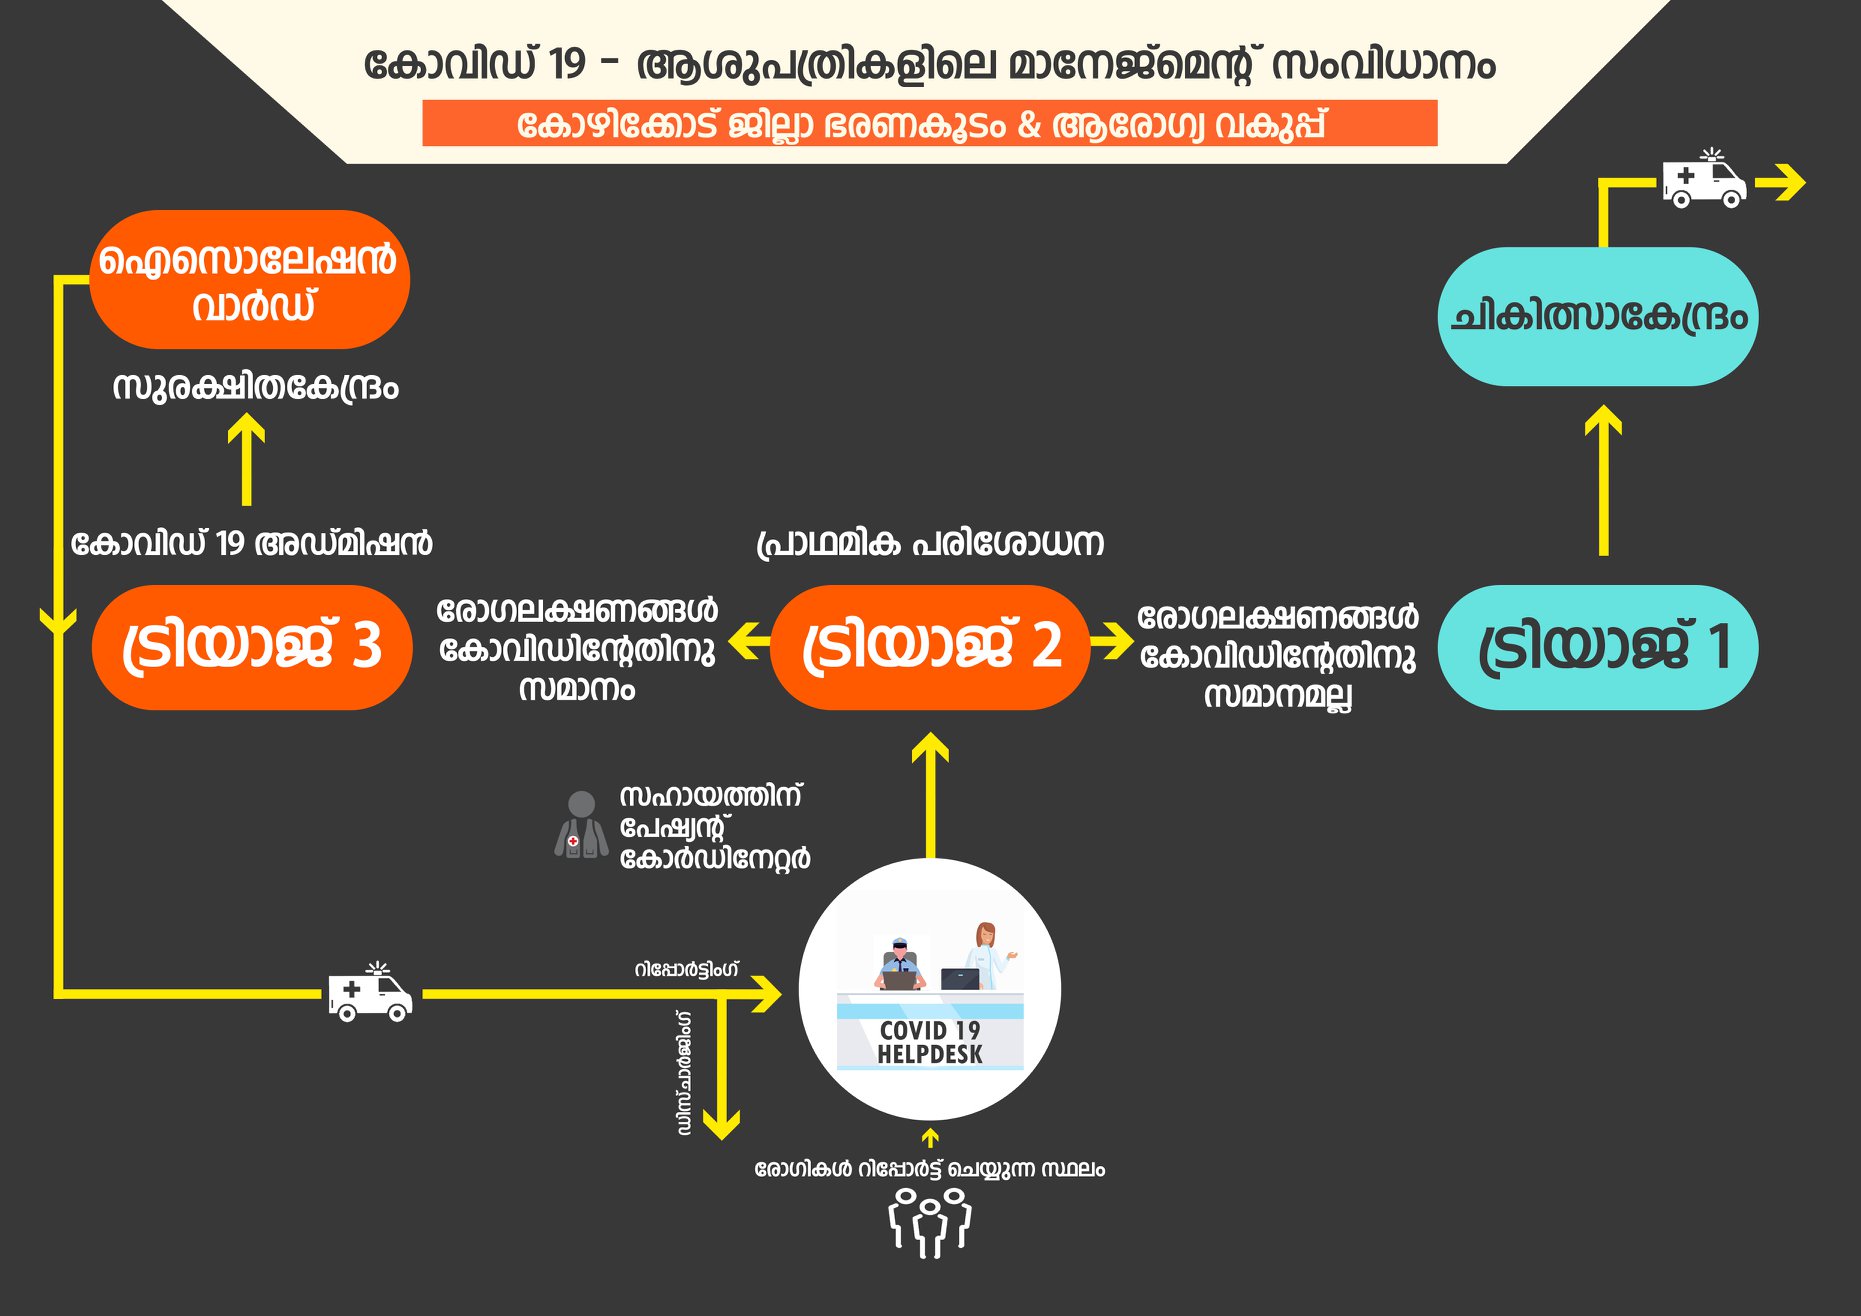 കോവിഡ് 19 - ആശുപത്രികളിലെ മാനേജ്മെന്റ് സംവിധാനം
കോഴിക്കോട് ജില്ലാ ഭരണകൂടം & ആരോഗ്യ വകുപ്പ്
ഐസൊലേഷൻ
വാർഡ്
സുരക്ഷിതകേന്ദ്രം
ചികിത്സാകേന്ദ്രം
കോവിഡ് 19 അഡ്മിഷൻ
ട്രിയാജ് 3
രോഗലക്ഷണങ്ങൾ
കോവിഡിന്റേതിനു
സമാനം
പ്രാഥമിക പരിശോധന
ട്രിയാജ് 2
രോഗലക്ഷണങ്ങൾ
കോവിഡിന്റേതിനു
സമാനമല്ല
ട്രിയാജ് 1
സഹായത്തിന്
പേഷ്യന്റ്
കോർഡിനേറ്റർ
റിപ്പോർട്ടിംഗ്
ഡിസ്ചാർജിംഗ്
COVID 19
HELPDESK
രോഗികൾ റിപ്പോർട്ട് ചെയ്യുന്ന സ്ഥലം